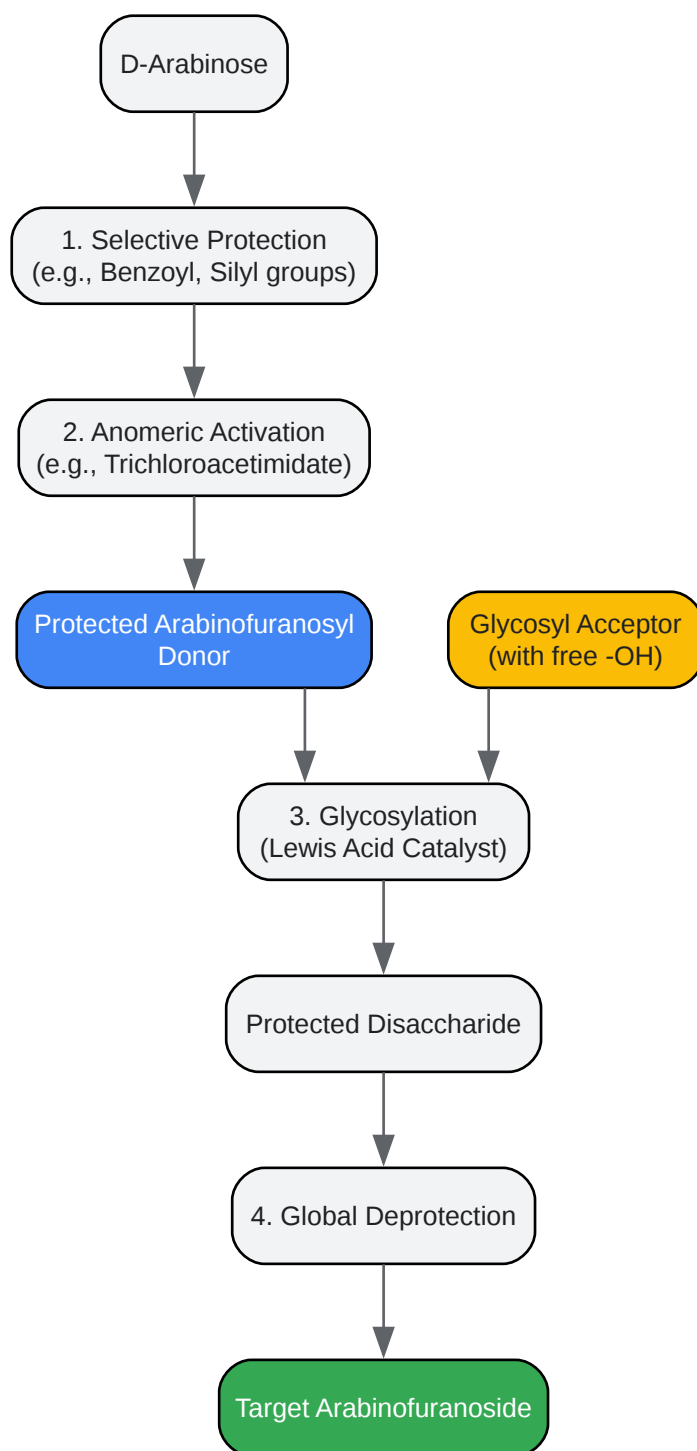 D-Arabinose
1. Selective Protection
(e.g., Benzoyl, Silyl groups)
2. Anomeric Activation
(e.g., Trichloroacetimidate)
Protected Arabinofuranosyl
Donor
Glycosyl Acceptor
(with free -OH)
3. Glycosylation
(Lewis Acid Catalyst)
Protected Disaccharide
4. Global Deprotection
Target Arabinofuranoside